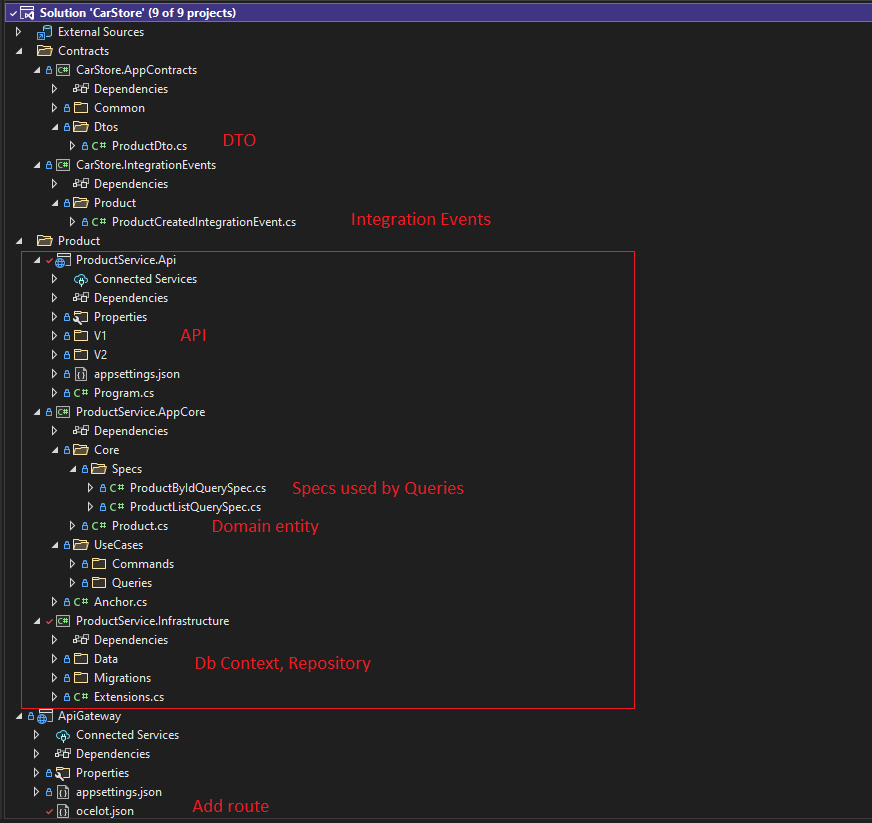 Solution 'CarStore' (9 of 9 projects)
External Sources
Contracts
C# CarStore.AppContracts
Dependencies
Common
Dtos
C# ProductDto.cs
DTO
C# CarStore.IntegrationEvents
Dependencies
Product
C# ProductCreatedIntegrationEvent.cs
Integration Events
Product
ProductService.Api
Connected Services
Dependencies
Properties
V1
API
V2
appsettings.json
C# Program.cs
C# ProductService.AppCore
Dependencies
Core
Specs
C# ProductByIdQuerySpec.cs
Specs used by Queries
C# ProductListQuerySpec.cs
C# Product.cs
Domain entity
UseCases
Commands
Queries
C# Anchor.cs
C# ProductService.Infrastructure
Dependencies
Data
Db Context, Repository
Migrations
C# Extensions.cs
ApiGateway
Connected Services
Dependencies
Properties
appsettings.json
ocelot.json
Add route